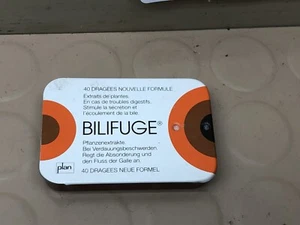 40 DRAGÉES NOUVELLE FORMULE
Extraits de plantes.
En cas de troubles digestifs.
Stimule la sécrétion et
l'écoulement de la bile.
BILIFUGE®
Pflanzenextrakte.
Bei Verdauungsbeschwerden.
Regt die Absonderung und
den Fluss der Galle an.
plan
40 DRAGEES NEUE FORMEL